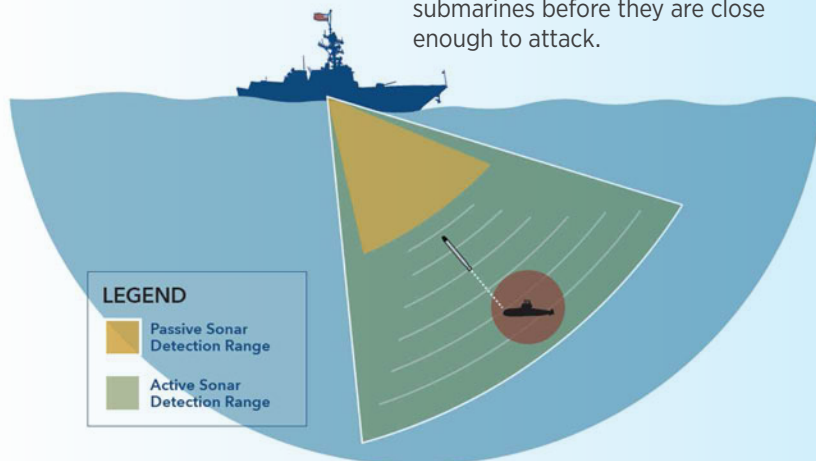 submarines before they are close
enough to attack.
LEGEND
Passive Sonar
Detection Range
Active Sonar
Detection Range